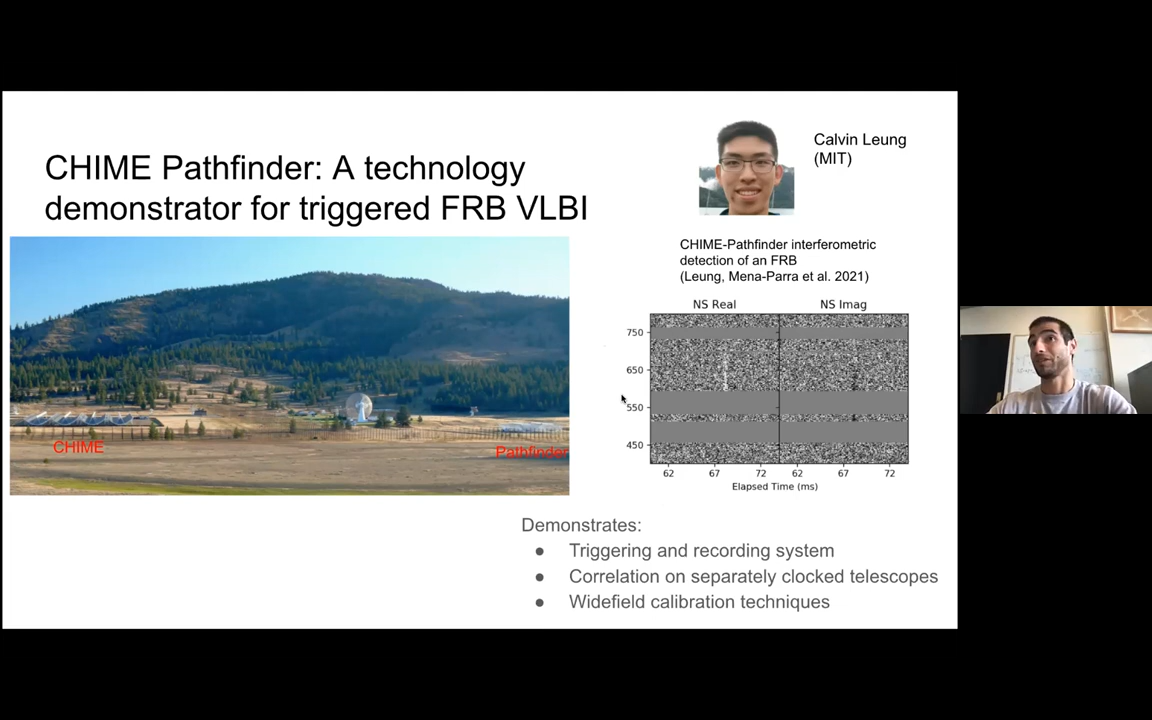 CHIME Pathfinder: A technology
demonstrator for triggered FRB VLBI
Calvin Leung
(MIT)
CHIME-Pathfinder interferometric
detection of an FRB
(Leung, Mena-Parra et al. 2021)
NS Real NS Imag
750
650
550
450
62 67 72 62 67 72
Elapsed Time (ms)
CHIME
Pathfinder
Demonstrates:
● Triggering and recording system
● Correlation on separately clocked telescopes
● Widefield calibration techniques